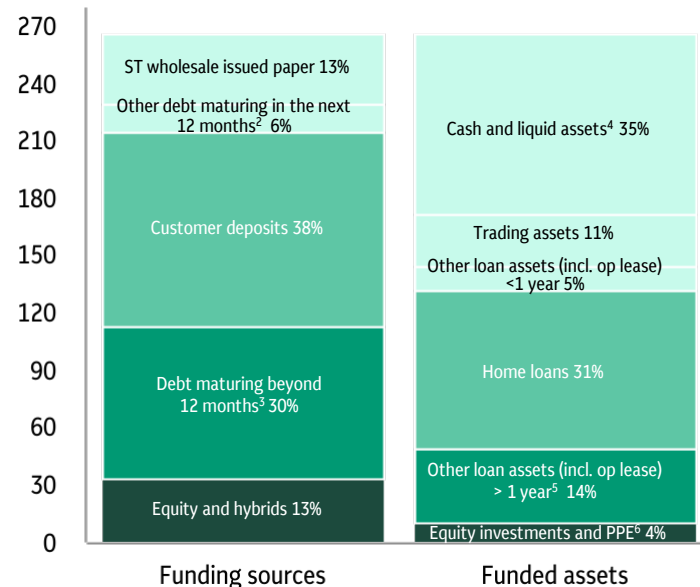 270
240
210
180
150
120
90
60
30
0
ST wholesale issued paper 13%
Other debt maturing in the next
12 months² 6%
Customer deposits 38%
Debt maturing beyond
12 months³ 30%
Equity and hybrids 13%
Cash and liquid assets⁴ 35%
Trading assets 11%
Other loan assets (incl. op lease)
<1 year 5%
Home loans 31%
Other loan assets (incl. op lease)
> 1 year⁵ 14%
Equity investments and PPE⁶ 4%
Funding sources
Funded assets